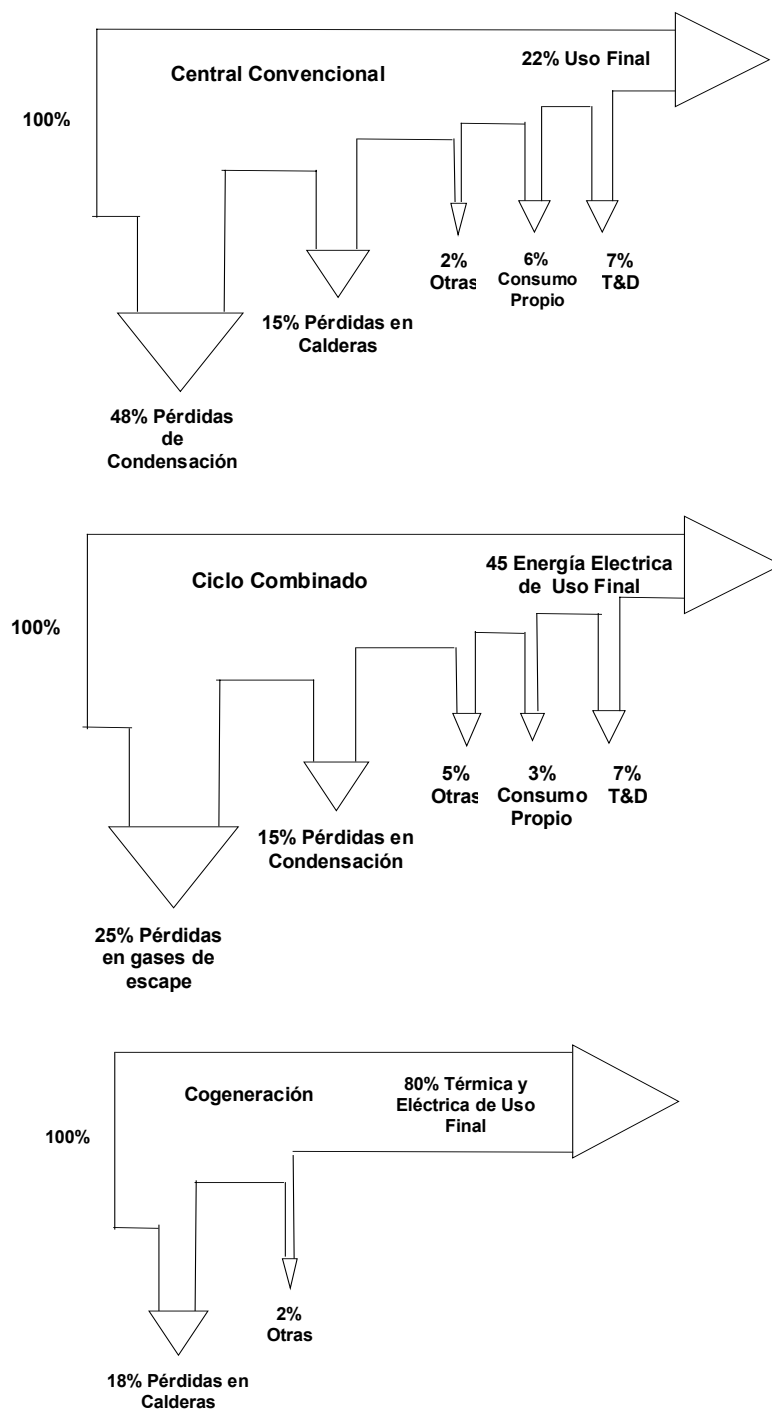 22% Uso Final
Central Convencional
100%
2%
Otras
6%
Consumo
Propio
7%
T&D
15% Pérdidas en
Calderas
48% Pérdidas
de
Condensación
45 Energía Electrica
de Uso Final
Ciclo Combinado
100%
5%
Otras
3%
Consumo
Propio
7%
T&D
15% Pérdidas en
Condensación
25% Pérdidas
en gases de
escape
80% Térmica y
Eléctrica de Uso
Final
Cogeneración
100%
2%
Otras
18% Pérdidas en
Calderas